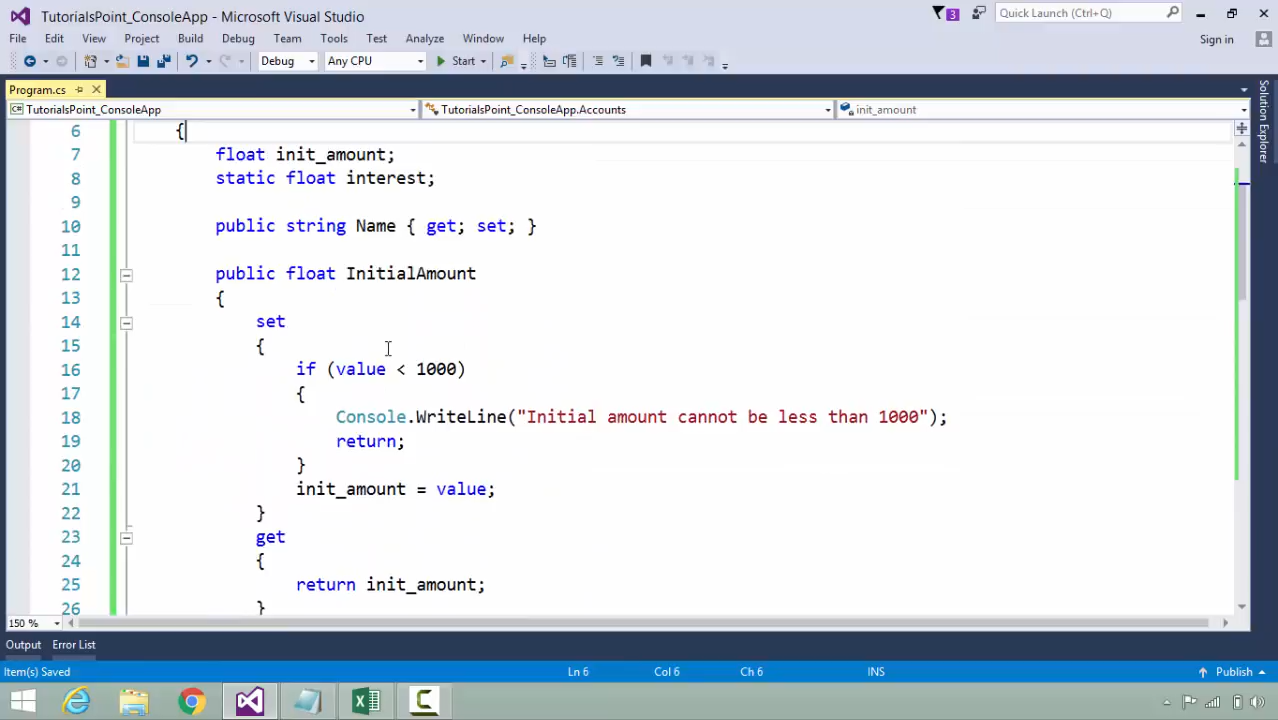 TutorialsPoint_ConsoleApp - Microsoft Visual Studio
3
Quick Launch (Ctrl+Q)
File Edit View Project Build Debug Team Tools Test Analyze Window Help
Sign in
Debug Any CPU Start
Program.cs
TutorialsPoint_ConsoleApp TutorialsPoint_ConsoleApp.Accounts init_amount
Solution Explorer
6 {
7 float init_amount;
8 static float interest;
9
10 public string Name { get; set; }
11
12 public float InitialAmount
13 {
14 set
15 {
16 if (value < 1000)
17 {
18 Console.WriteLine("Initial amount cannot be less than 1000");
19 return;
20 }
21 init_amount = value;
22 }
23 get
24 {
25 return init_amount;
26 }
150 %
Output Error List
Item(s) Saved Ln 6 Col 6 Ch 6 INS Publish